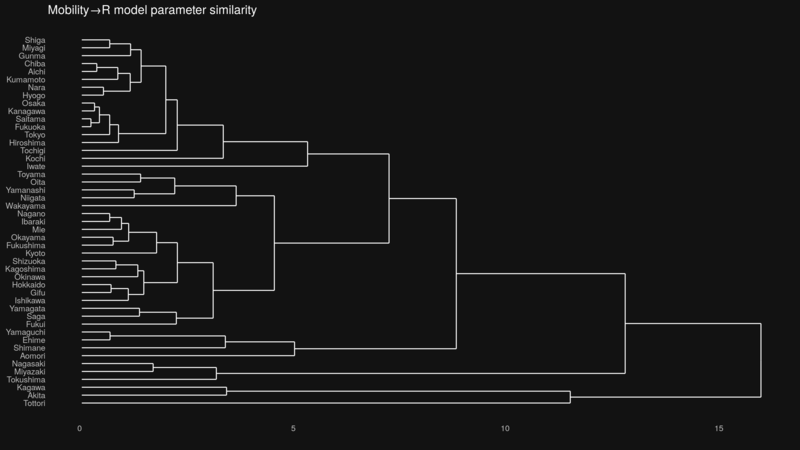 Mobility→R model parameter similarity
Shiga
Miyagi
Gunma
Chiba
Aichi
Kumamoto
Nara
Hyogo
Osaka
Kanagawa
Saitama
Fukuoka
Tokyo
Hiroshima
Tochigi
Kochi
Iwate
Toyama
Oita
Yamanashi
Niigata
Wakayama
Nagano
Ibaraki
Mie
Okayama
Fukushima
Kyoto
Shizuoka
Kagoshima
Okinawa
Hokkaido
Gifu
Ishikawa
Yamagata
Saga
Fukui
Yamaguchi
Ehime
Shimane
Aomori
Nagasaki
Miyazaki
Tokushima
Kagawa
Akita
Tottori
0 5 10 15